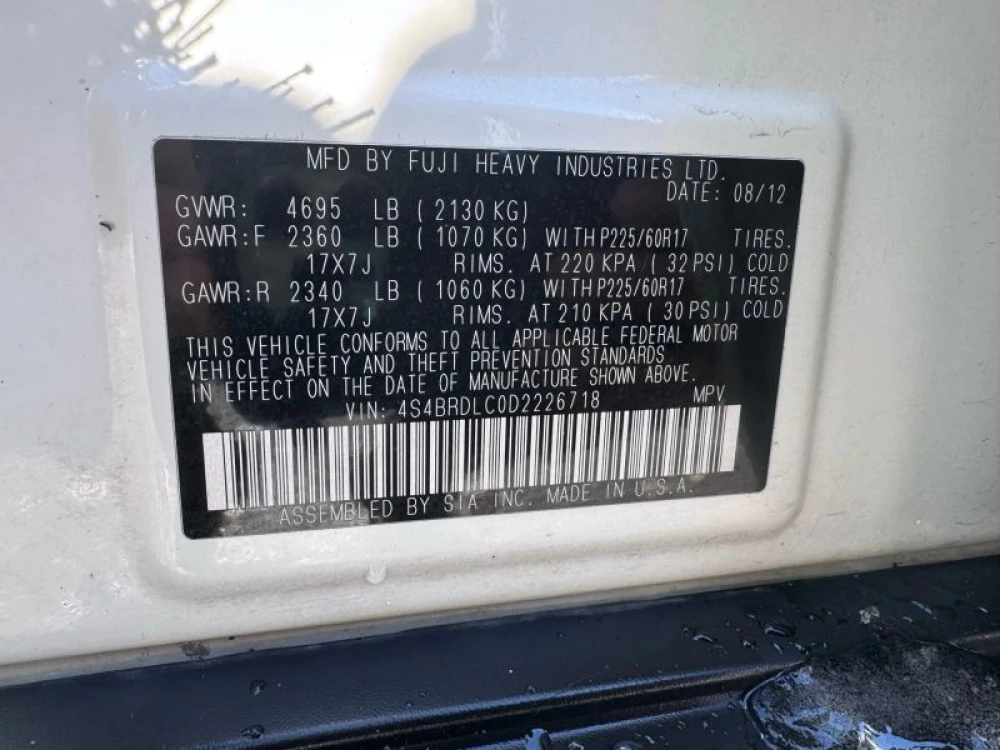 MFD BY FUJI HEAVY INDUSTRIES LTD.
DATE: 08/12
GVWR: 4695 LB ( 2130 KG)
GAWR:F 2360 LB ( 1070 KG) WITH P225/60R17 TIRES.
17X7J RIMS. AT 220 KPA ( 32 PSI) COLD
GAWR:R 2340 LB ( 1060 KG) WITH P225/60R17 TIRES.
17X7J RIMS. AT 210 KPA ( 30 PSI) COLD
THIS VEHICLE CONFORMS TO ALL APPLICABLE FEDERAL MOTOR
VEHICLE SAFETY AND THEFT PREVENTION STANDARDS
IN EFFECT ON THE DATE OF MANUFACTURE SHOWN ABOVE.
VIN: 4S4BRDLC0D2226718 MPV
ASSEMBLED BY SIA INC. MADE IN U.S.A.